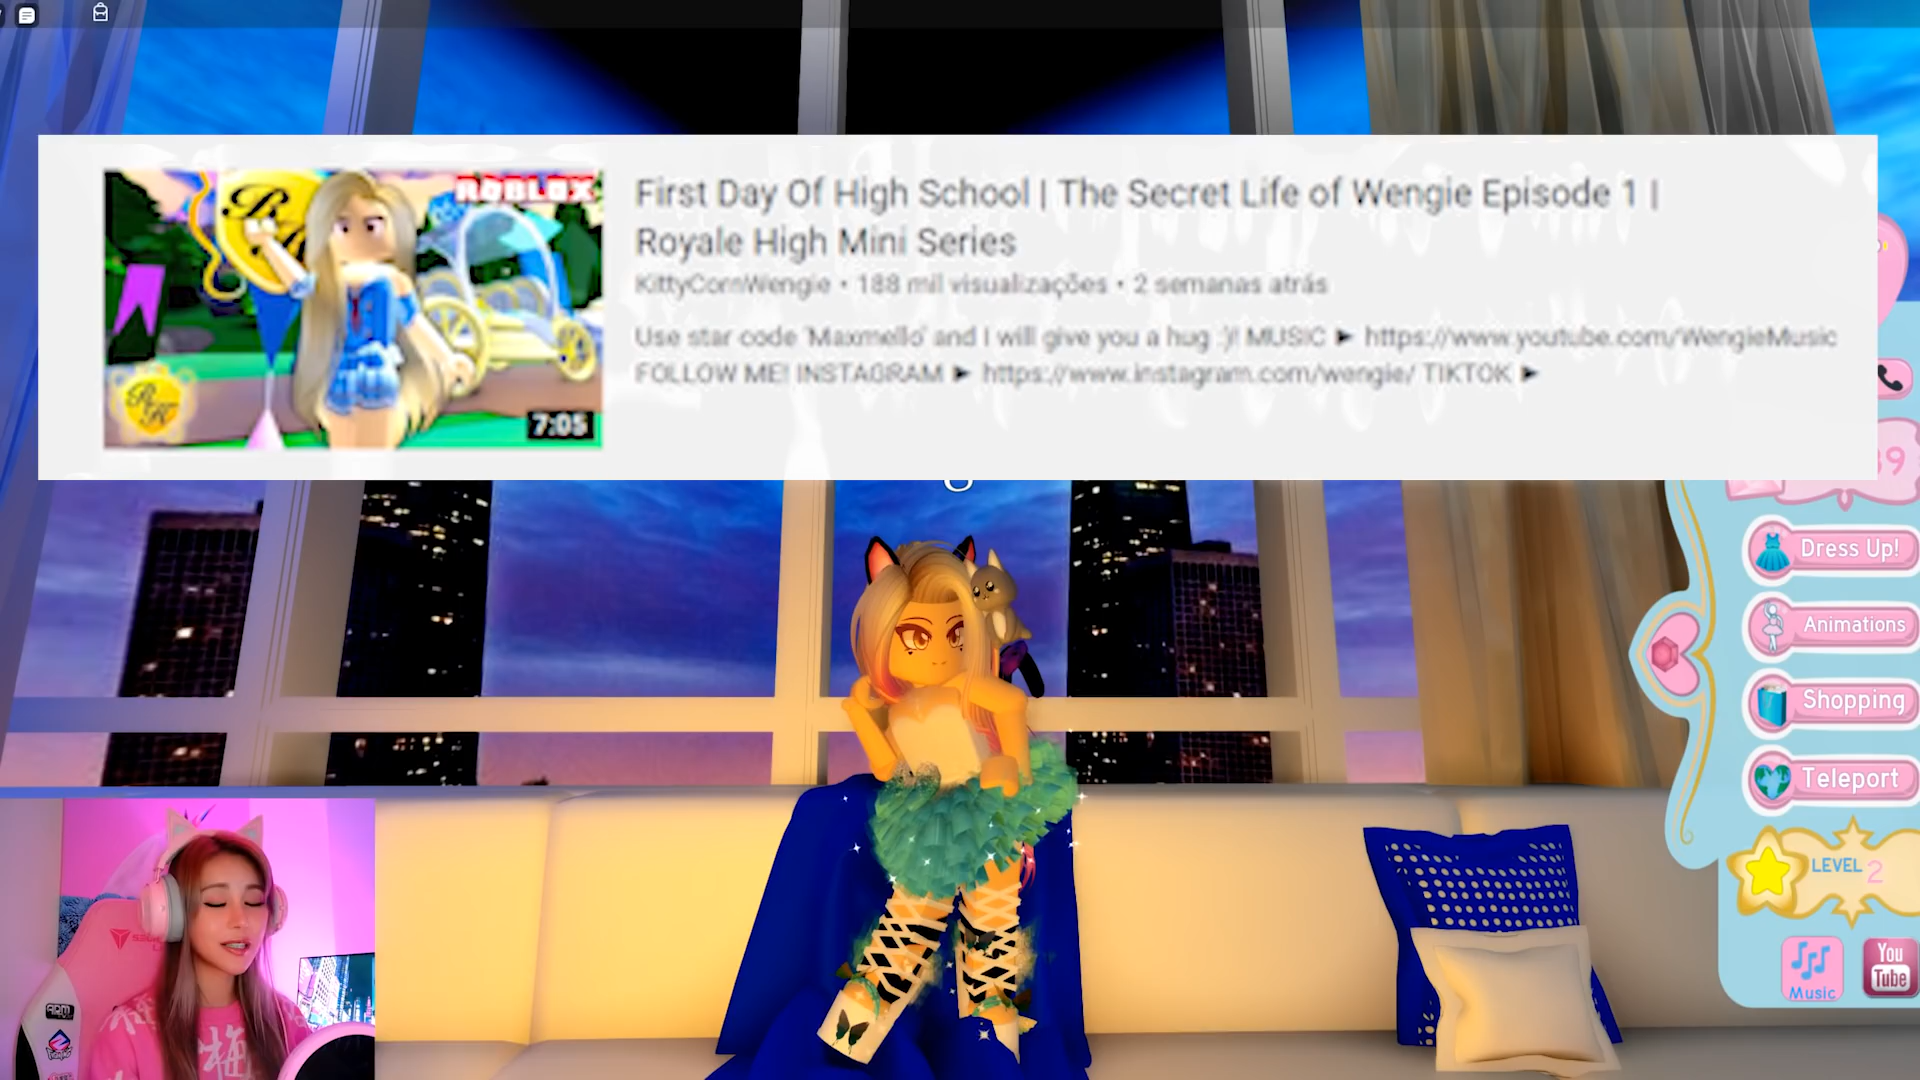 ROBLOX
7:05
First Day Of High School | The Secret Life of Wengie Episode 1 |
Royale High Mini Series
KittyCornWengie • 188 mil visualizações • 2 semanas atrás
Use star code 'Maxmello' and I will give you a hug :)! MUSIC ► https://www.youtube.com/WengieMusic
FOLLOW ME! INSTAGRAM ► https://www.instagram.com/wengie/ TIKTOK ►
Dress Up!
Animations
Shopping
Teleport
LEVEL 2
Music
You
Tube